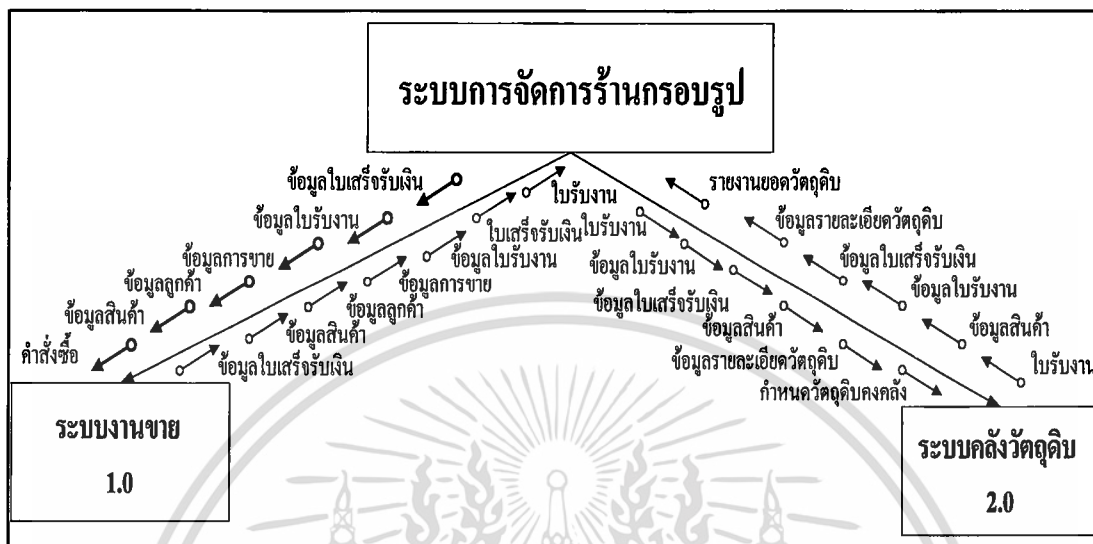 ระบบการจัดการร้านกรอบรูป
ข้อมูลใบเสร็จรับเงิน
ข้อมูลใบรับงาน
ข้อมูลการขาย
ข้อมูลลูกค้า
ข้อมูลสินค้า
คำสั่งซื้อ
ใบรับงาน
ใบเสร็จรับเงิน
ข้อมูลใบรับงาน
ข้อมูลการขาย
ข้อมูลลูกค้า
ข้อมูลสินค้า
ข้อมูลใบเสร็จรับเงิน
ใบรับงาน
ข้อมูลใบรับงาน
ข้อมูลใบเสร็จรับเงิน
ข้อมูลสินค้า
ข้อมูลรายละเอียดวัตถุดิบ
กำหนดวัตถุดิบคงคลัง
รายงานยอดวัตถุดิบ
ข้อมูลรายละเอียดวัตถุดิบ
ข้อมูลใบเสร็จรับเงิน
ข้อมูลใบรับงาน
ข้อมูลสินค้า
ใบรับงาน
ระบบงานขาย
1.0
ระบบคลังวัตถุดิบ
2.0